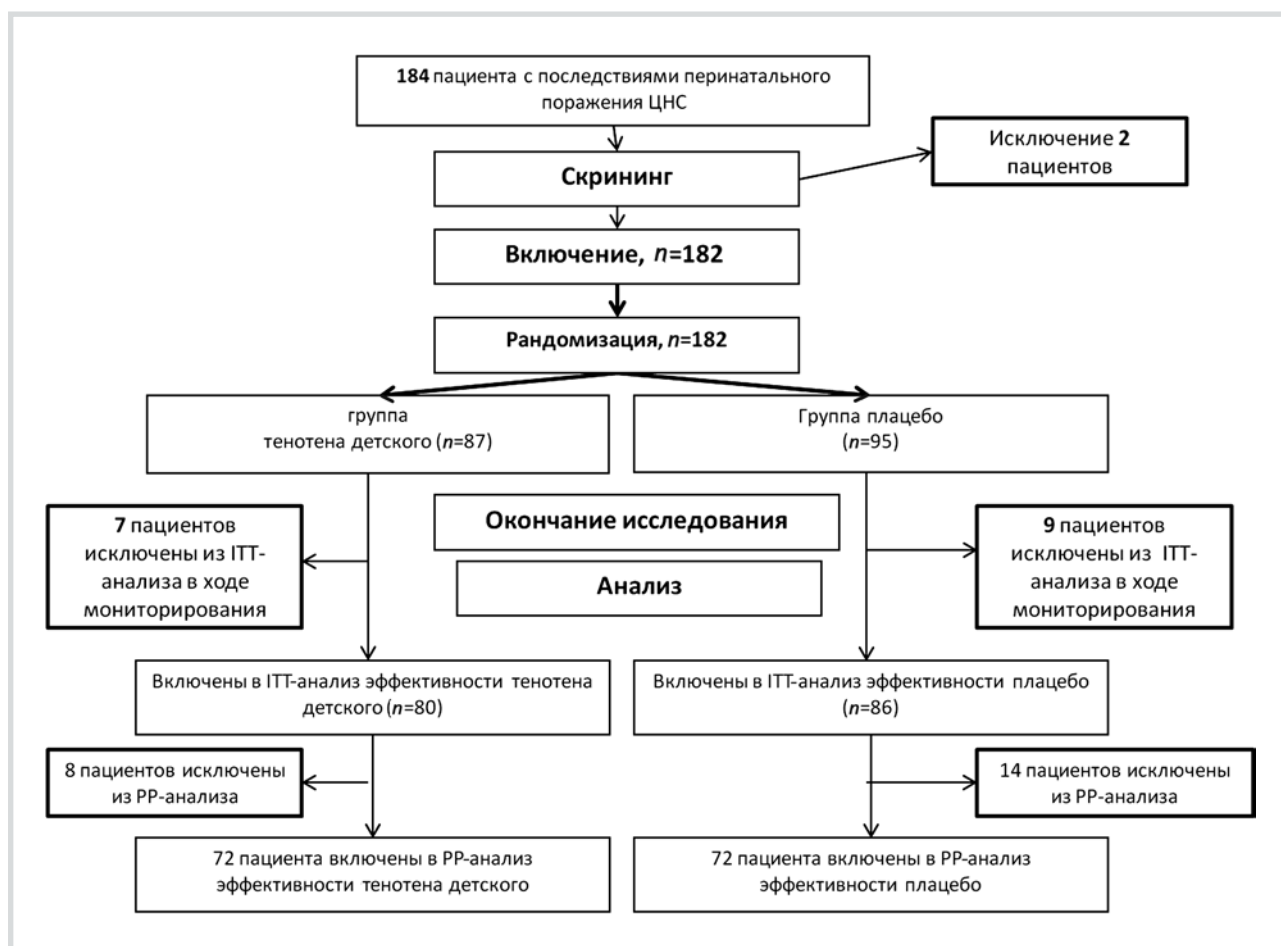 184 пациента с последствиями перинатального
поражения ЦНС
Исключение 2
пациентов
Скрининг
Включение, n=182
Рандомизация, n=182
группа
тенотена детского (n=87)
Группа плацебо
(n=95)
7 пациентов
исключены из ITT-
анализа в ходе
мониторирования
Окончание исследования
Анализ
9 пациентов
исключены из ITT-
анализа в ходе
мониторирования
Включены в ITT-анализ эффективности тенотена
детского (n=80)
Включены в ITT-анализ эффективности плацебо
(n=86)
8 пациентов исключены
из PP-анализа
14 пациентов исключены
из PP-анализа
72 пациента включены в PP-анализ
эффективности тенотена детского
72 пациента включены в PP-анализ
эффективности плацебо